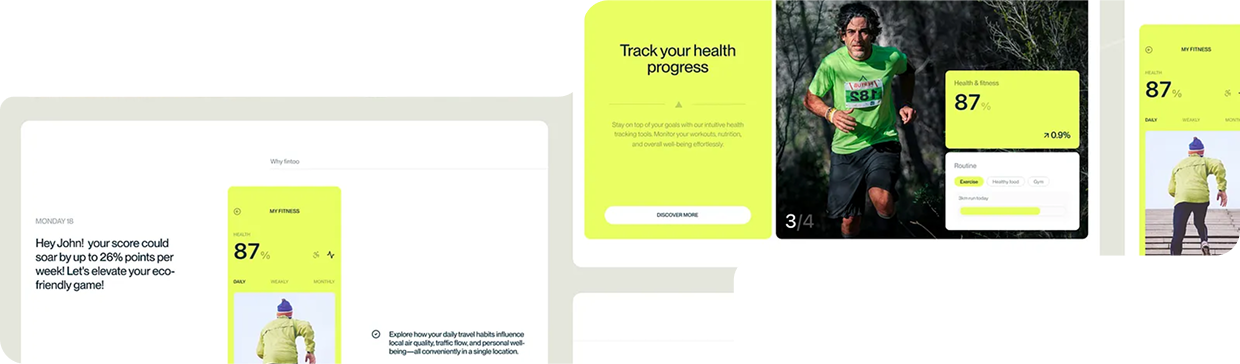 Why fintoo
MONDAY 18
Hey John! your score could
soar by up to 26% points per
week! Let's elevate your eco-
friendly game!
MY FITNESS
HEALTH
87%
DAILY
WEAKLY
MONTHLY
Explore how your daily travel habits influence
local air quality, traffic flow, and personal well-
being—all conveniently in a single location.
Track your health
progress
Stay on top of your goals with our intuitive health
tracking tools. Monitor your workouts, nutrition,
and overall well-being effortlessly.
DISCOVER MORE
3/4
Health & fitness
87%
0.9%
Routine
Exercise
Healthy food
Gym
3km run today
MY FITNESS
HEALTH
87%
DAILY
WEAKLY